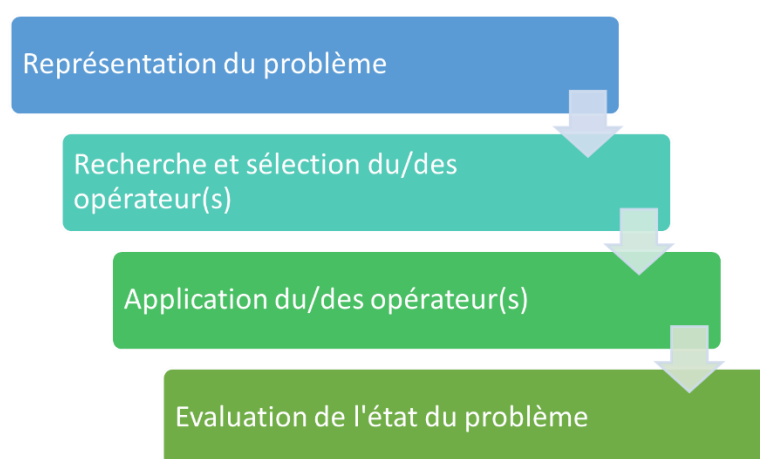 Représentation du problème
Recherche et sélection du/des
opérateur(s)
Application du/des opérateur(s)
Evaluation de l'état du problème